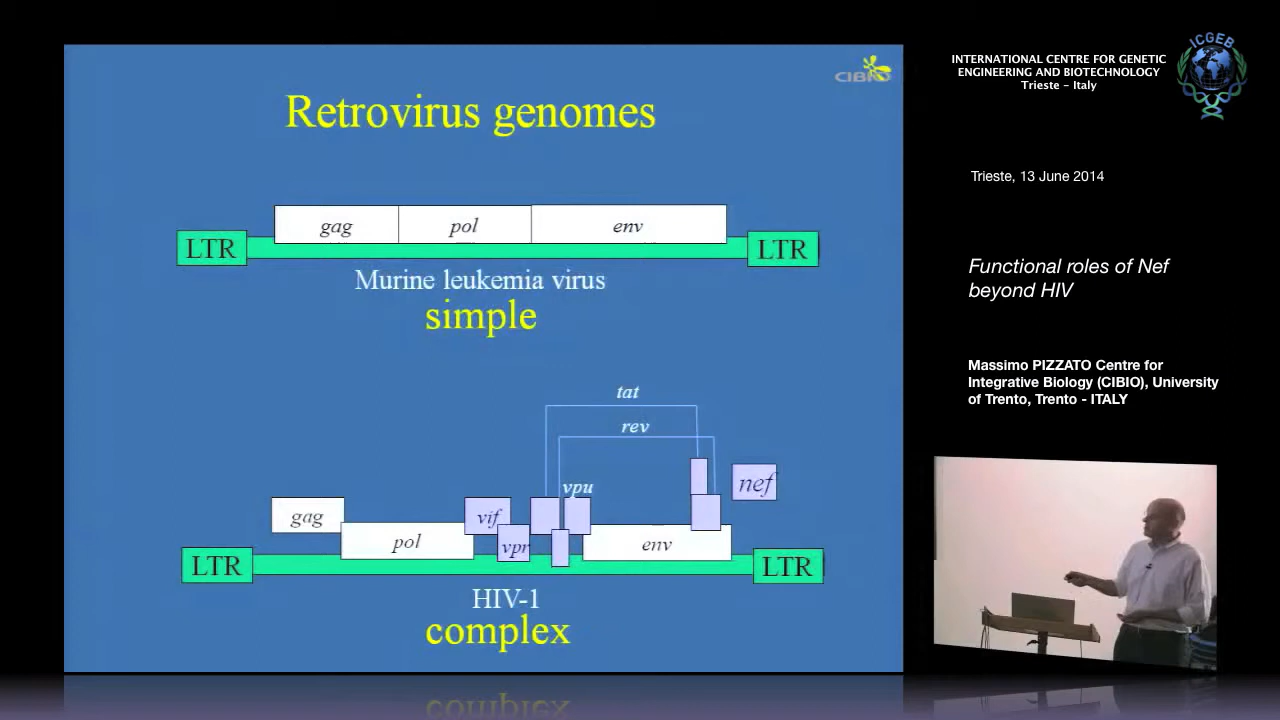 CIBIO
Retrovirus genomes
gag pol env
LTR LTR
Murine leukemia virus
simple
tat
rev
vpu
nef
gag
vif
pol
vpr
env
LTR LTR
HIV-1
complex
ICGEB
INTERNATIONAL CENTRE FOR GENETIC
ENGINEERING AND BIOTECHNOLOGY
Trieste – Italy
Trieste, 13 June 2014
Functional roles of Nef
beyond HIV
Massimo PIZZATO Centre for
Integrative Biology (CIBIO), University
of Trento, Trento - ITALY